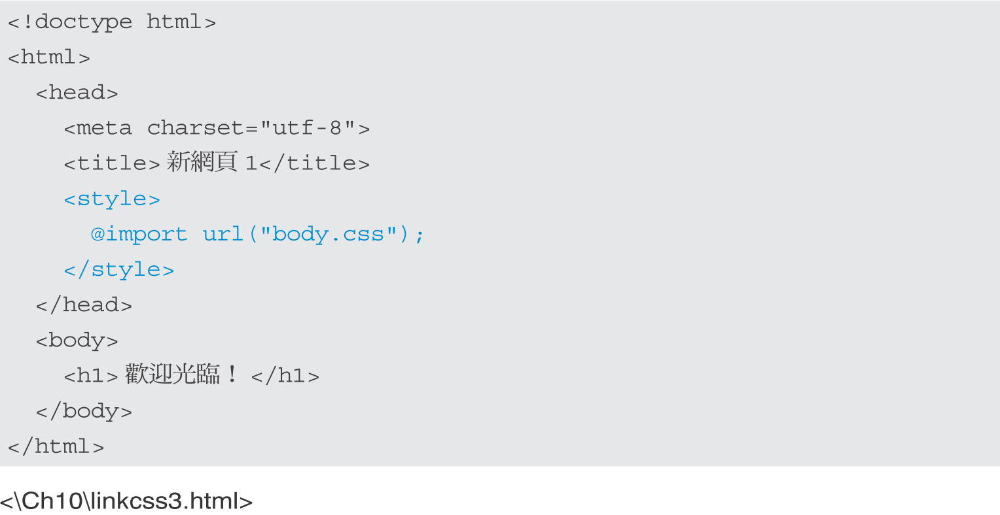 <!doctype html>
<html>
  <head>
    <meta charset="utf-8">
    <title>新網頁 1</title>
    <style>
      @import url("body.css");
    </style>
  </head>
  <body>
    <h1>歡迎光臨！</h1>
  </body>
</html>
<\Ch10\linkcss3.html>